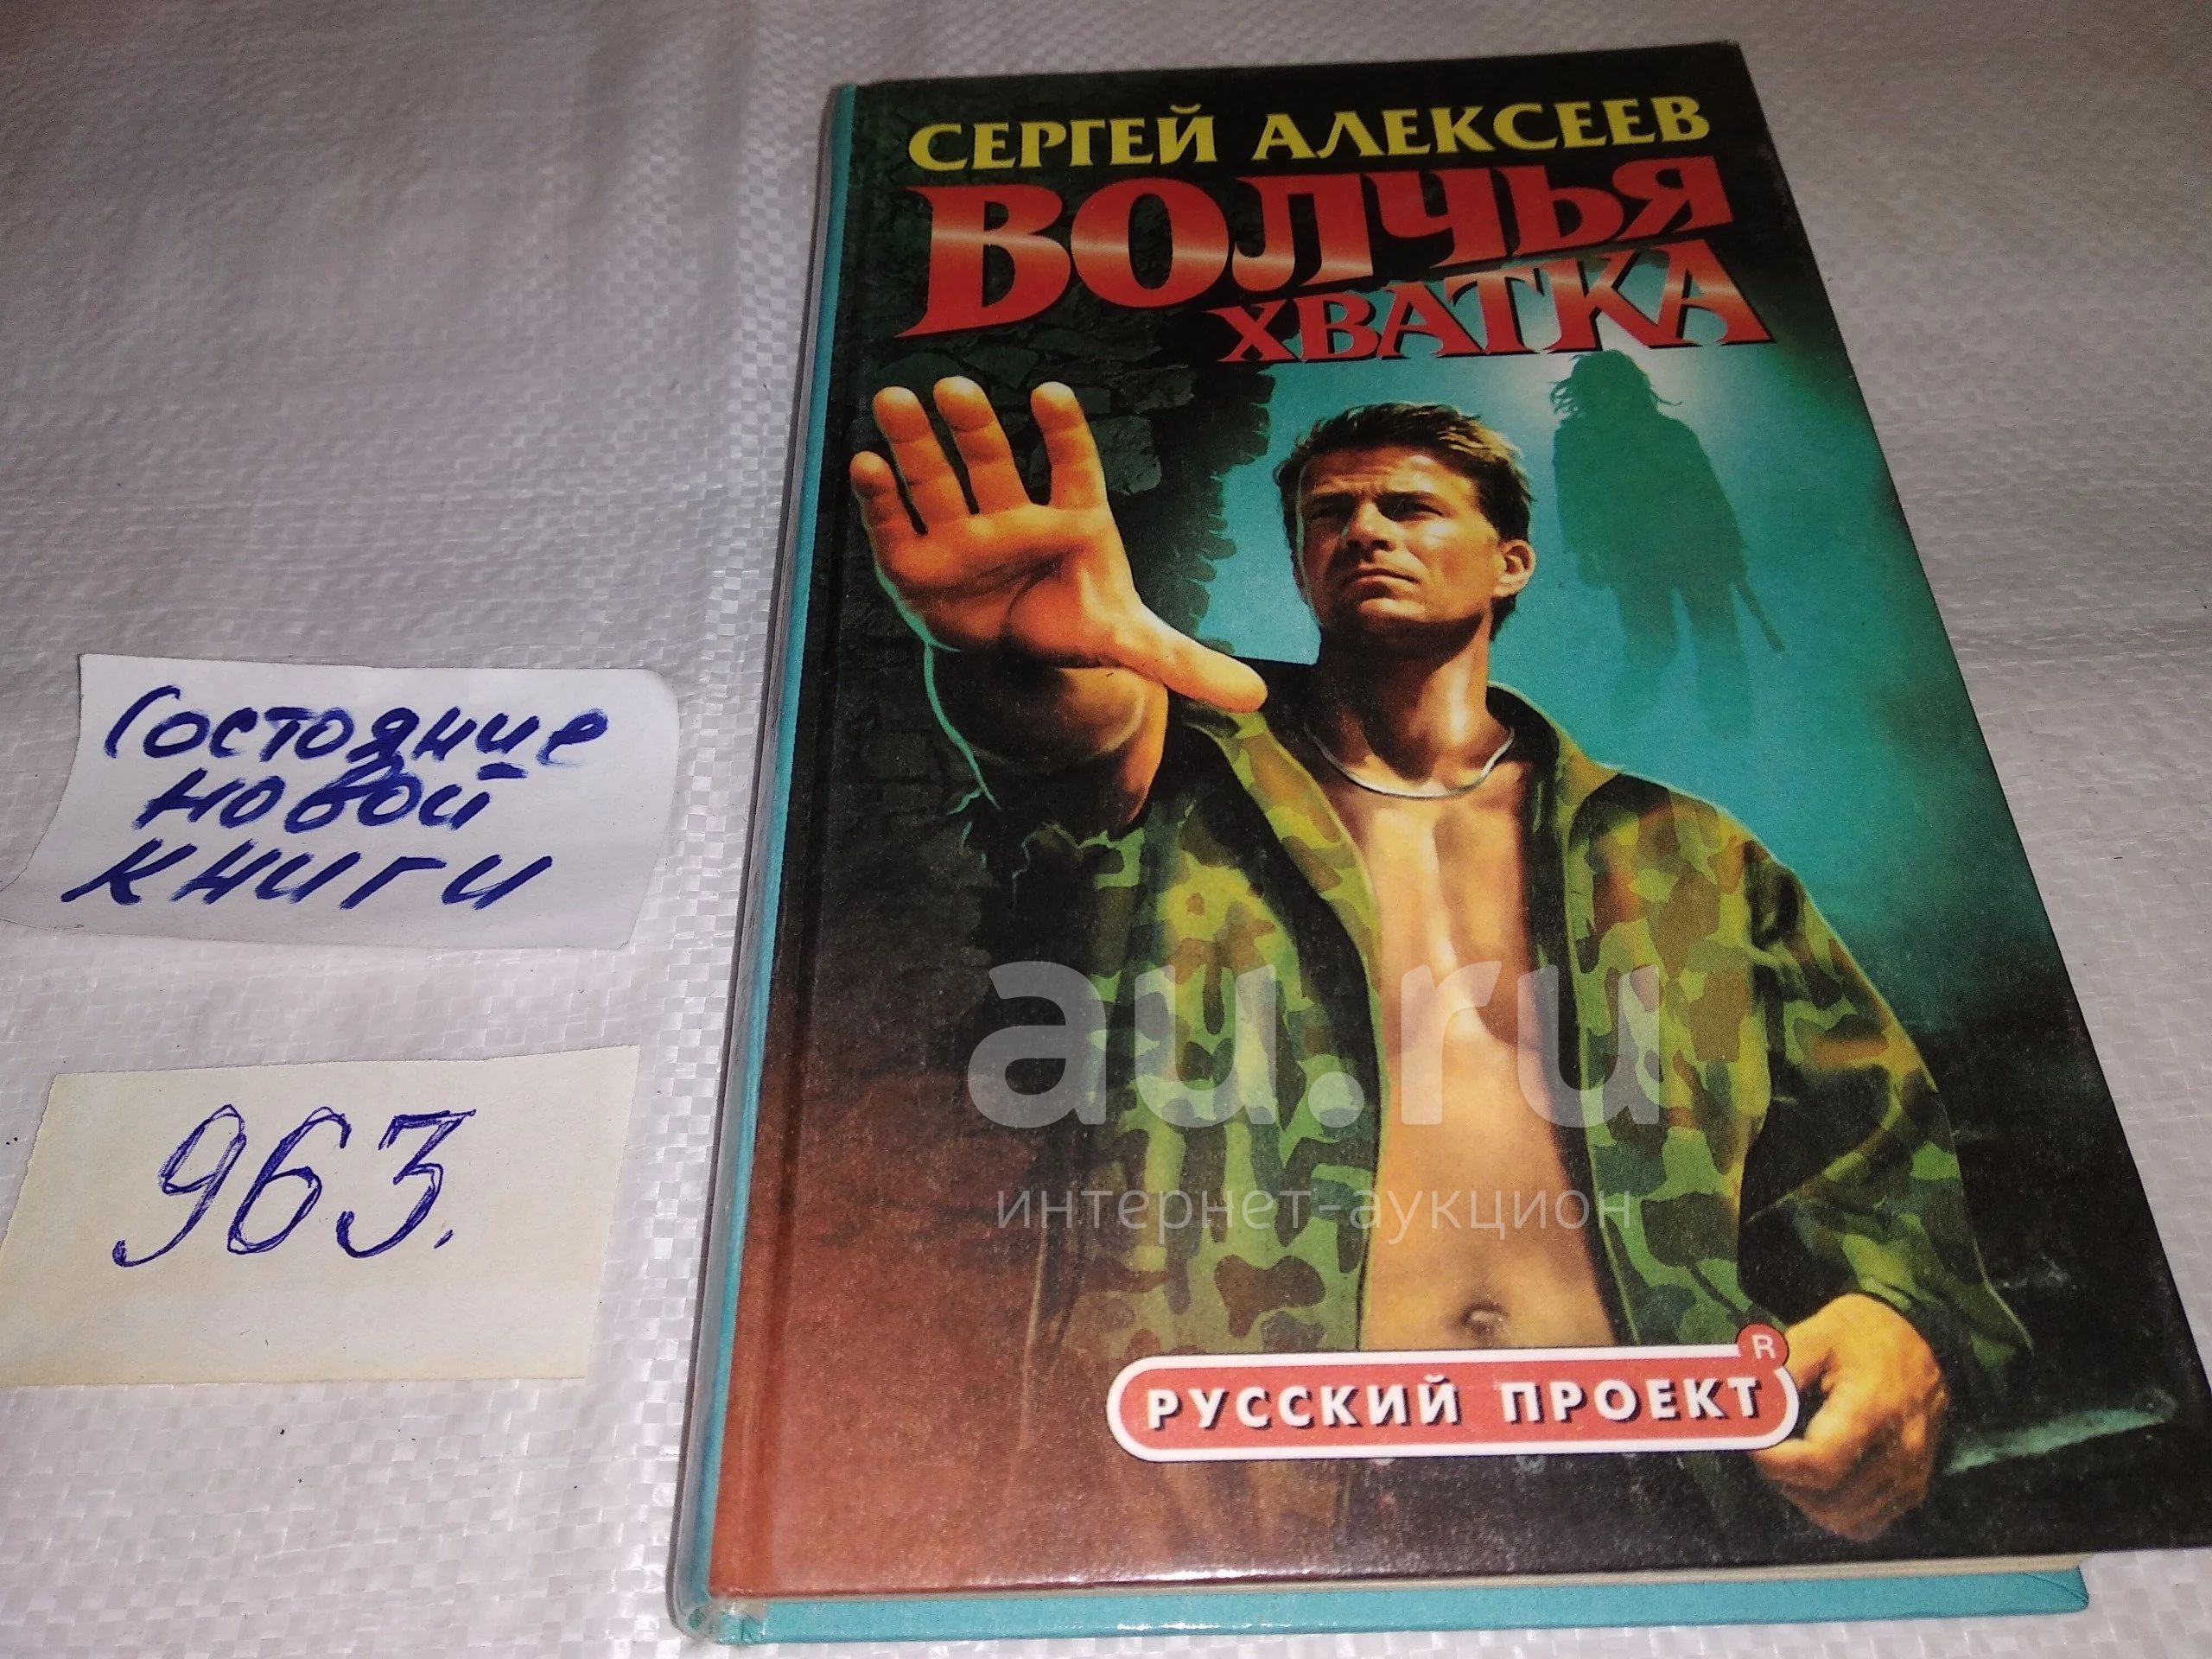 СЕРГЕЙ АЛЕКСЕЕВ
ВОЛЧЬЯ
ХВАТКА
Состояние
новой
книги
963.
au.ru
интернет-аукцион
РУССКИЙ ПРОЕКТ
R